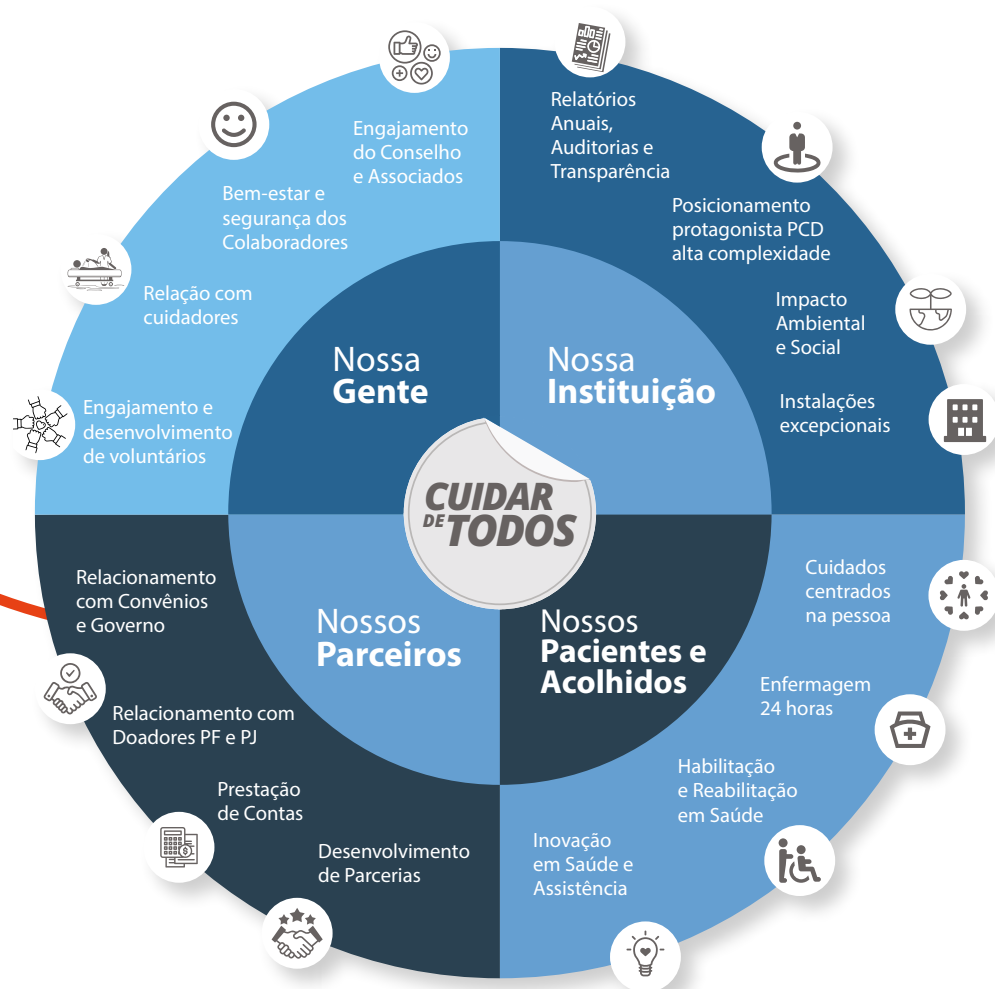 Engajamento
do Conselho
e Associados
Bem-estar e
segurança dos
Colaboradores
Relação com
cuidadores
Engajamento e
desenvolvimento
de voluntários
Nossa
Gente
Relatórios
Anuais,
Auditorias e
Transparência
Posicionamento
protagonista PCD
alta complexidade
Impacto
Ambiental
e Social
Instalações
excepcionais
Nossa
Instituição
CUIDAR
DE TODOS
Relacionamento
com Convênios
e Governo
Relacionamento com
Doadores PF e PJ
Prestação
de Contas
Desenvolvimento
de Parcerias
Nossos
Parceiros
Nossos
Pacientes e
Acolhidos
Cuidados
centrados
na pessoa
Enfermagem
24 horas
Habilitação
e Reabilitação
em Saúde
Inovação
em Saúde e
Assistência